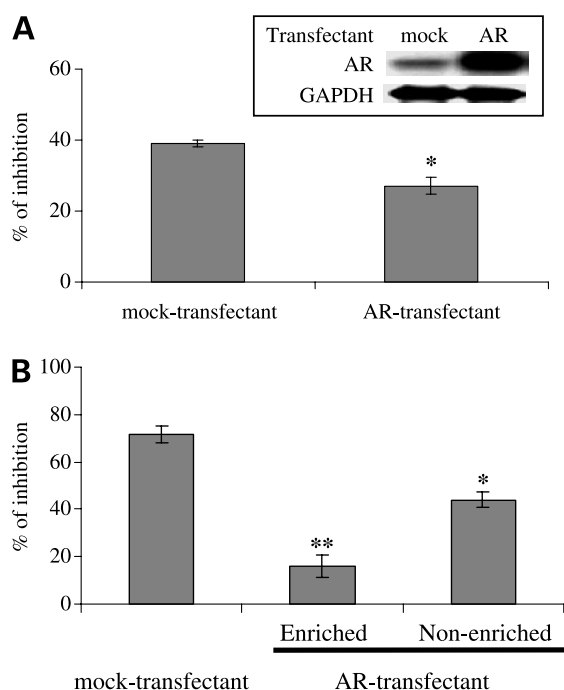 A
Transfectant mock AR
AR
GAPDH
% of inhibition
60
40
20
0
*
mock-transfectant AR-transfectant
B
% of inhibition
100
80
60
40
20
0
**
*
Enriched Non-enriched
mock-transfectant AR-transfectant